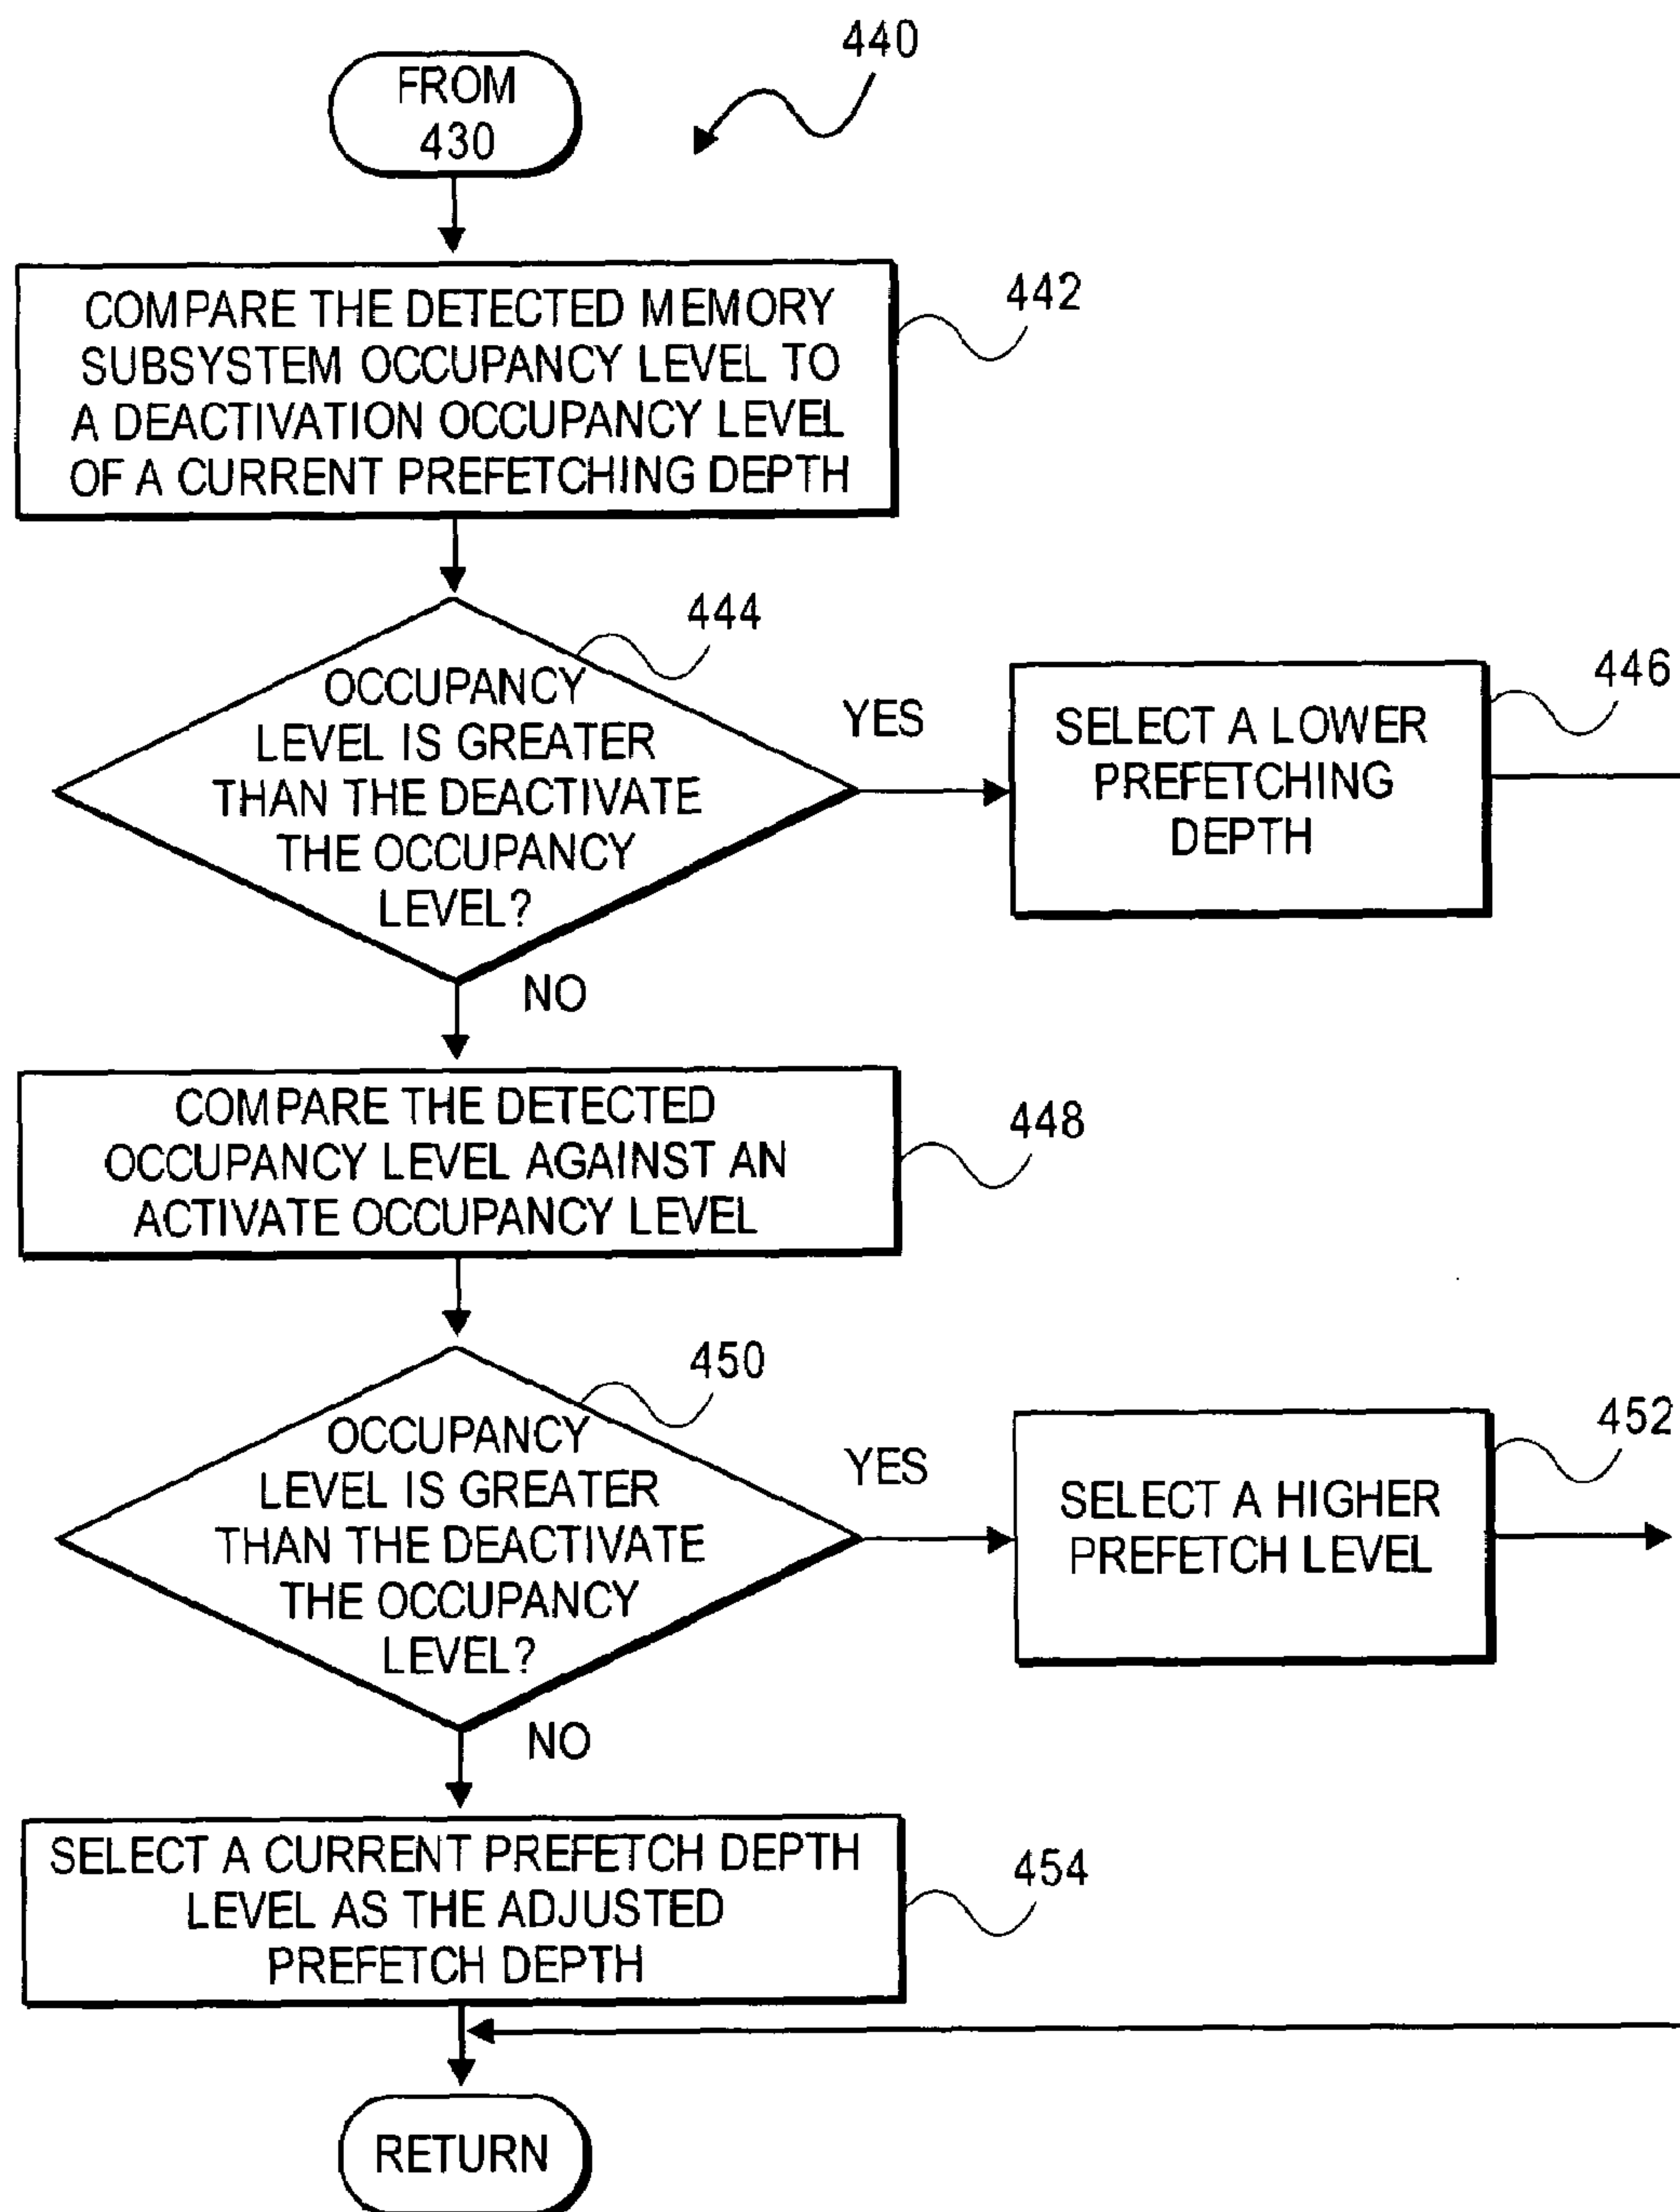 440
FROM
430
COMPARE THE DETECTED MEMORY
SUBSYSTEM OCCUPANCY LEVEL TO
A DEACTIVATION OCCUPANCY LEVEL
OF A CURRENT PREFETCHING DEPTH
442
444
OCCUPANCY
LEVEL IS GREATER
THAN THE DEACTIVATE
THE OCCUPANCY
LEVEL?
YES
SELECT A LOWER
PREFETCHING
DEPTH
446
NO
COMPARE THE DETECTED
OCCUPANCY LEVEL AGAINST AN
ACTIVATE OCCUPANCY LEVEL
448
450
OCCUPANCY
LEVEL IS GREATER
THAN THE DEACTIVATE
THE OCCUPANCY
LEVEL?
YES
SELECT A HIGHER
PREFETCH LEVEL
452
NO
SELECT A CURRENT PREFETCH DEPTH
LEVEL AS THE ADJUSTED
PREFETCH DEPTH
454
RETURN